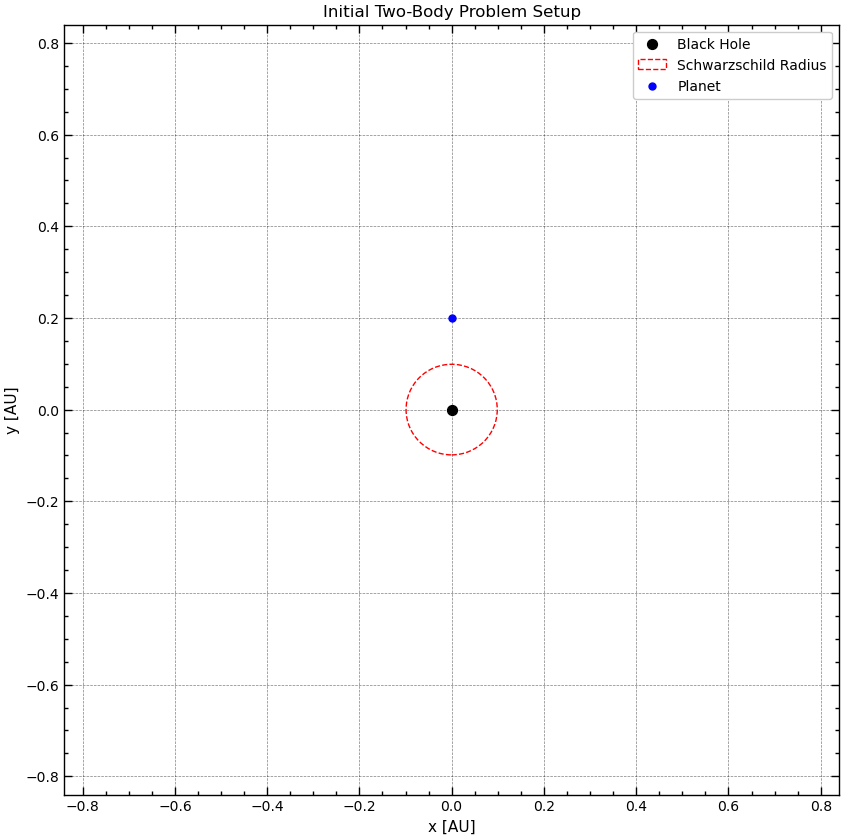 Initial Two-Body Problem Setup
Black Hole
Schwarzschild Radius
Planet
y [AU]
0.8
0.6
0.4
0.2
0.0
−0.2
−0.4
−0.6
−0.8
−0.8 −0.6 −0.4 −0.2 0.0 0.2 0.4 0.6 0.8
x [AU]